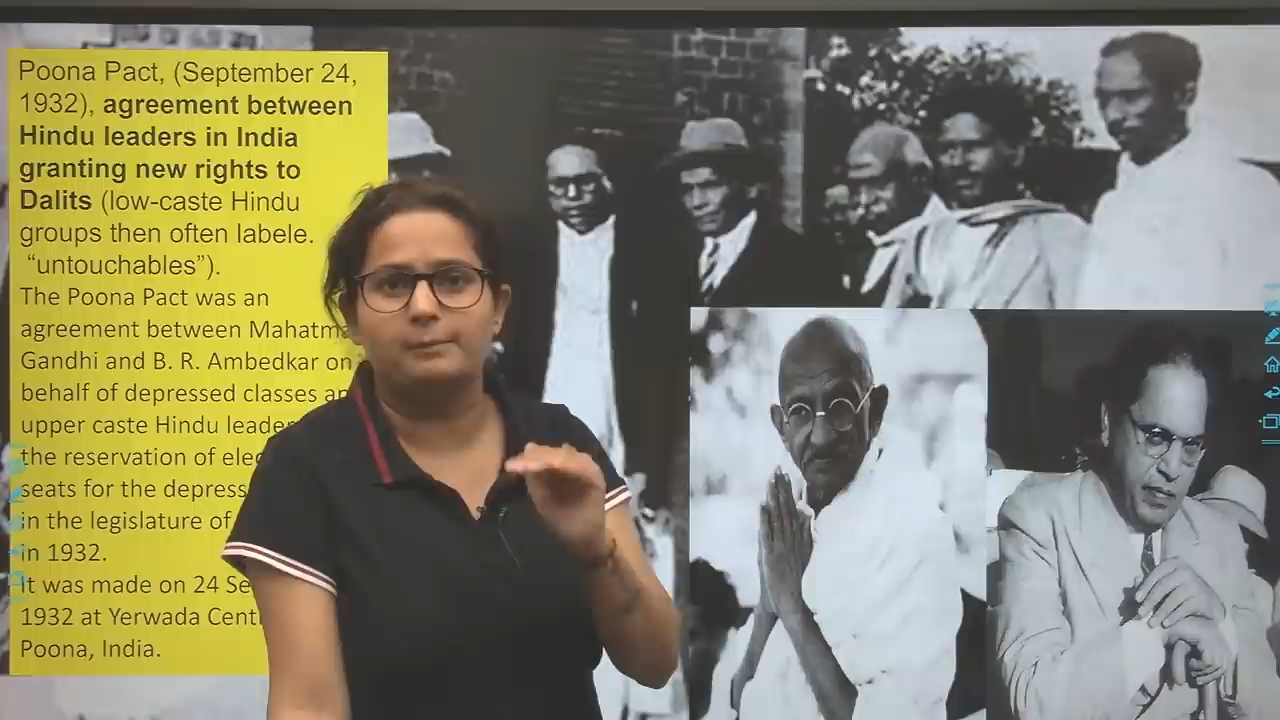 Poona Pact, (September 24,
1932), agreement between
Hindu leaders in India
granting new rights to
Dalits (low-caste Hindu
groups then often labele.
“untouchables”).
The Poona Pact was an
agreement between Mahatma
Gandhi and B. R. Ambedkar on
behalf of depressed classes
upper caste Hindu
the reservation of
seats for the
in the legislature of
in 1932.
It was made on 24
1932 at Yerwada
Poona, India.